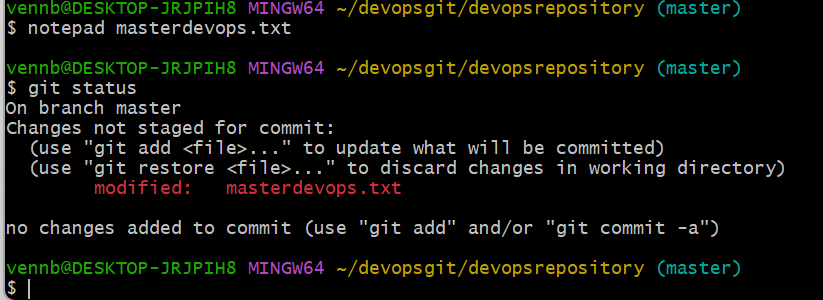 vennb@DESKTOP-JRJPIH8 MINGW64 ~/devopsgit/devopsrepository (master)
$ notepad masterdevops.txt
vennb@DESKTOP-JRJPIH8 MINGW64 ~/devopsgit/devopsrepository (master)
$ git status
On branch master
Changes not staged for commit:
  (use "git add <file>..." to update what will be committed)
  (use "git restore <file>..." to discard changes in working directory)
        modified:   masterdevops.txt
no changes added to commit (use "git add" and/or "git commit -a")
vennb@DESKTOP-JRJPIH8 MINGW64 ~/devopsgit/devopsrepository (master)
$